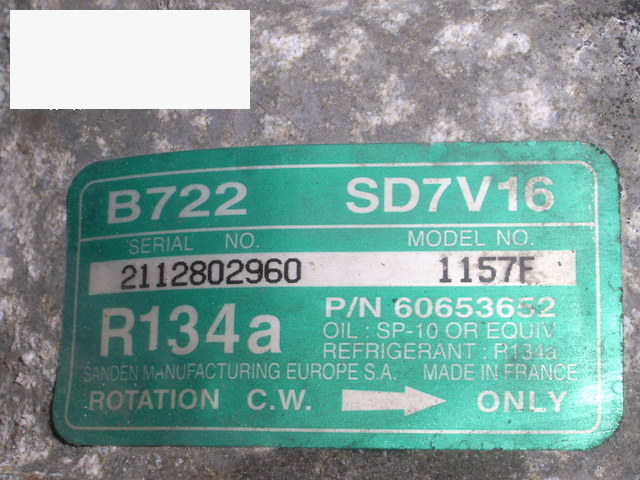 B722 SD7V16
SERIAL NO. MODEL NO.
2112802960 1157F
R134a P/N 60653652
OIL : SP-10 OR EQUIV
REFRIGERANT : R134a
SANDEN MANUFACTURING EUROPE S.A. MADE IN FRANCE
ROTATION C.W. ONLY